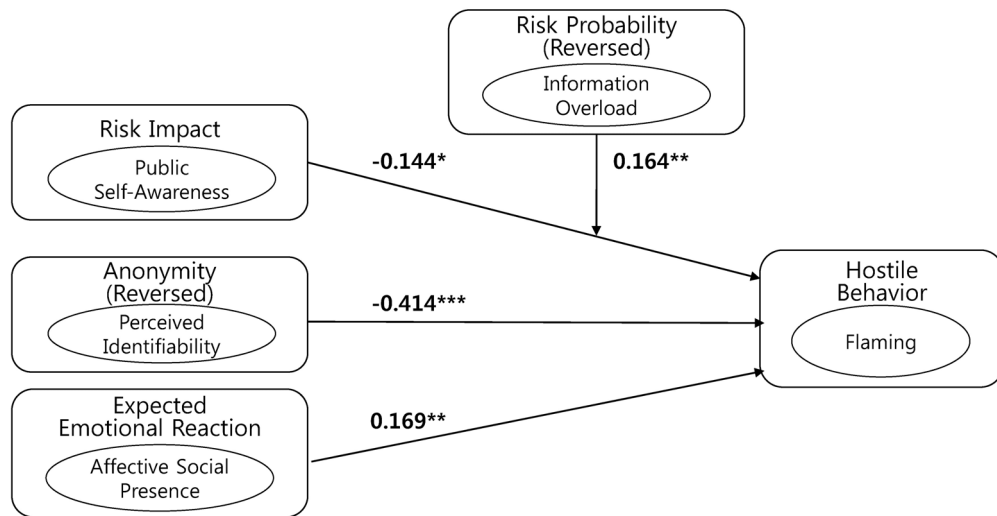 Risk Probability
(Reversed)
Information
Overload
Risk Impact
Public
Self-Awareness
-0.144*
0.164**
Anonymity
(Reversed)
Perceived
Identifiability
-0.414***
Hostile
Behavior
Flaming
Expected
Emotional Reaction
Affective Social
Presence
0.169**